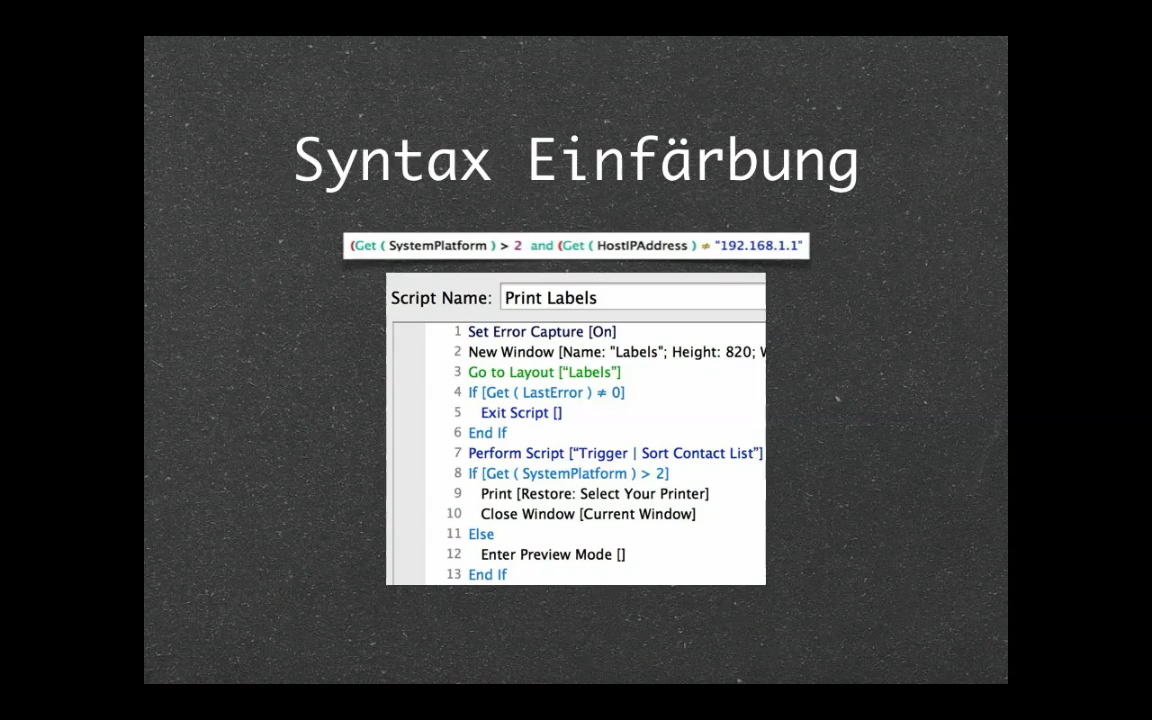 Syntax Einfärbung
(Get ( SystemPlatform ) > 2 and (Get ( HostIPAddress ) ≠ "192.168.1.1"
Script Name: Print Labels
1 Set Error Capture [On]
2 New Window [Name: "Labels"; Height: 820; W
3 Go to Layout [“Labels”]
4 If [Get ( LastError ) ≠ 0]
5 Exit Script []
6 End If
7 Perform Script [“Trigger | Sort Contact List”]
8 If [Get ( SystemPlatform ) > 2]
9 Print [Restore: Select Your Printer]
10 Close Window [Current Window]
11 Else
12 Enter Preview Mode []
13 End If